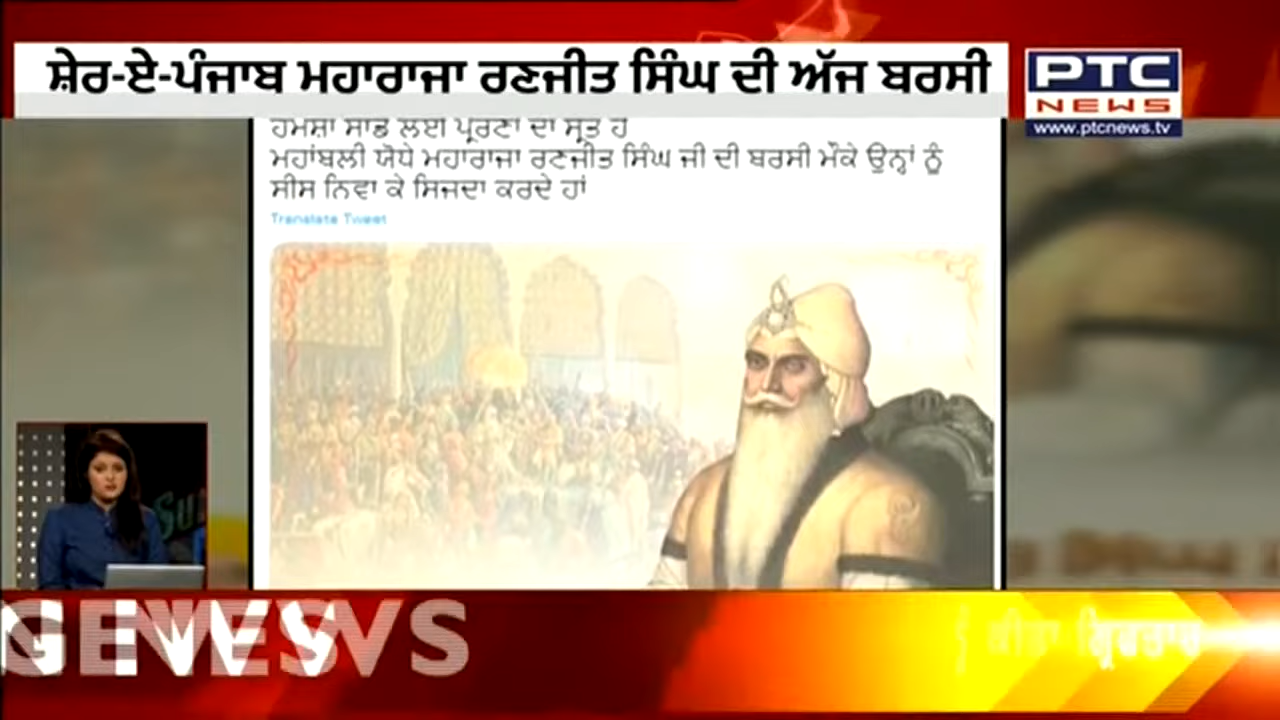 ਸ਼ੇਰ-ਏ-ਪੰਜਾਬ ਮਹਾਰਾਜਾ ਰਣਜੀਤ ਸਿੰਘ ਦੀ ਅੱਜ ਬਰਸੀ
PTC
NEWS
www.ptcnews.tv
ਹਮੇਸ਼ਾ ਸਾਡੇ ਲਈ ਪ੍ਰੇਰਣਾ ਦਾ ਸ੍ਰੋਤ ਹੈ
ਮਹਾਂਬਲੀ ਯੋਧੇ ਮਹਾਰਾਜਾ ਰਣਜੀਤ ਸਿੰਘ ਜੀ ਦੀ ਬਰਸੀ ਮੌਕੇ ਉਨ੍ਹਾਂ ਨੂੰ
ਸੀਸ ਨਿਵਾ ਕੇ ਸਿਜਦਾ ਕਰਦੇ ਹਾਂ
Translate Tweet